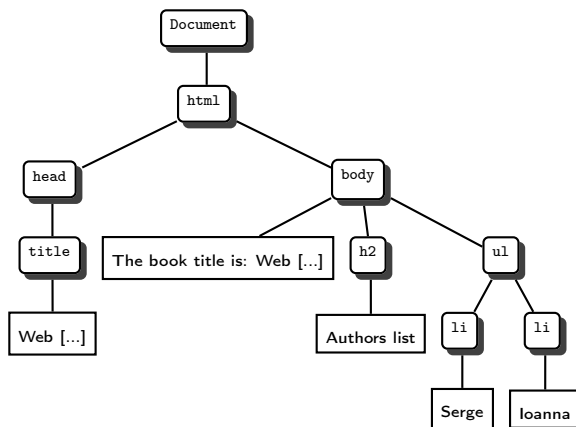 Document
html
head
body
title
The book title is: Web [...]
h2
ul
Web [...]
Authors list
li
li
Serge
Ioanna